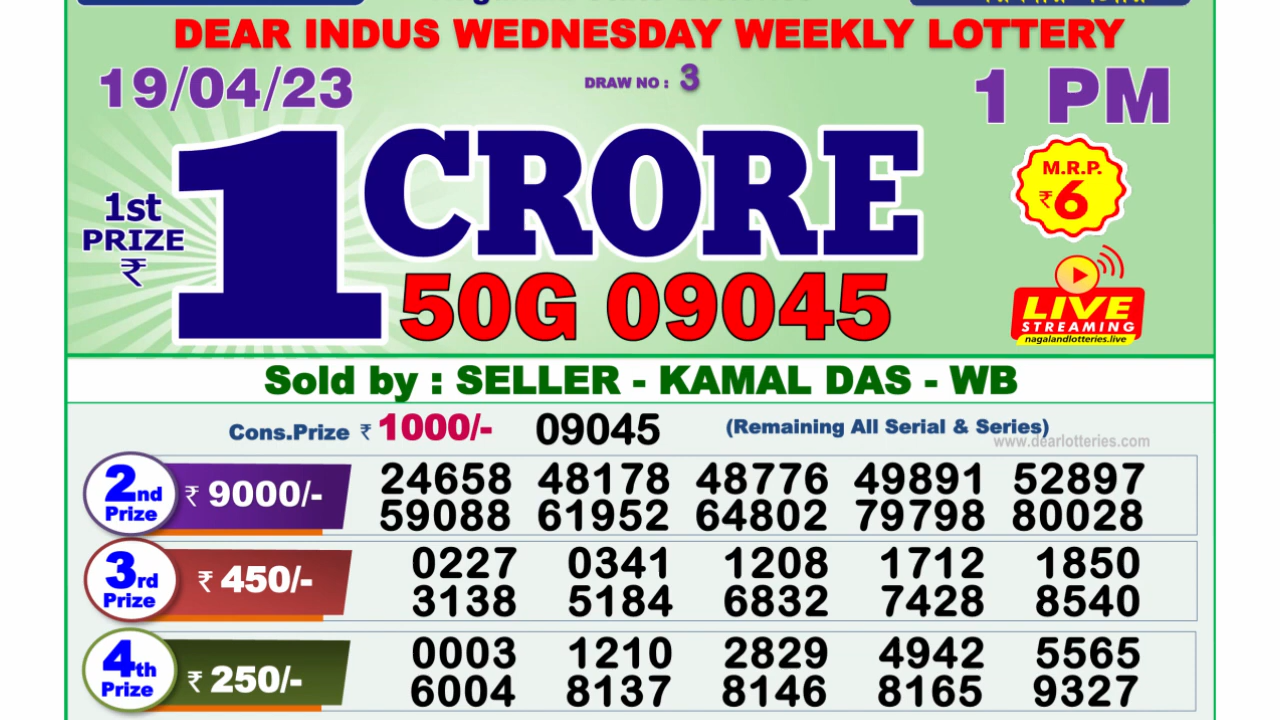 DEAR INDUS WEDNESDAY WEEKLY LOTTERY
19/04/23
DRAW NO : 3
1 PM
1st
PRIZE
₹
1 CRORE
50G 09045
M.R.P.
₹6
LIVE
STREAMING
nagalandlotteries.live
Sold by : SELLER - KAMAL DAS - WB
Cons.Prize ₹ 1000/- 09045 (Remaining All Serial & Series)
www.dearlotteries.com
2nd Prize ₹ 9000/-
24658 48178 48776 49891 52897
59088 61952 64802 79798 80028
3rd Prize ₹ 450/-
0227 0341 1208 1712 1850
3138 5184 6832 7428 8540
4th Prize ₹ 250/-
0003 1210 2829 4942 5565
6004 8137 8146 8165 9327